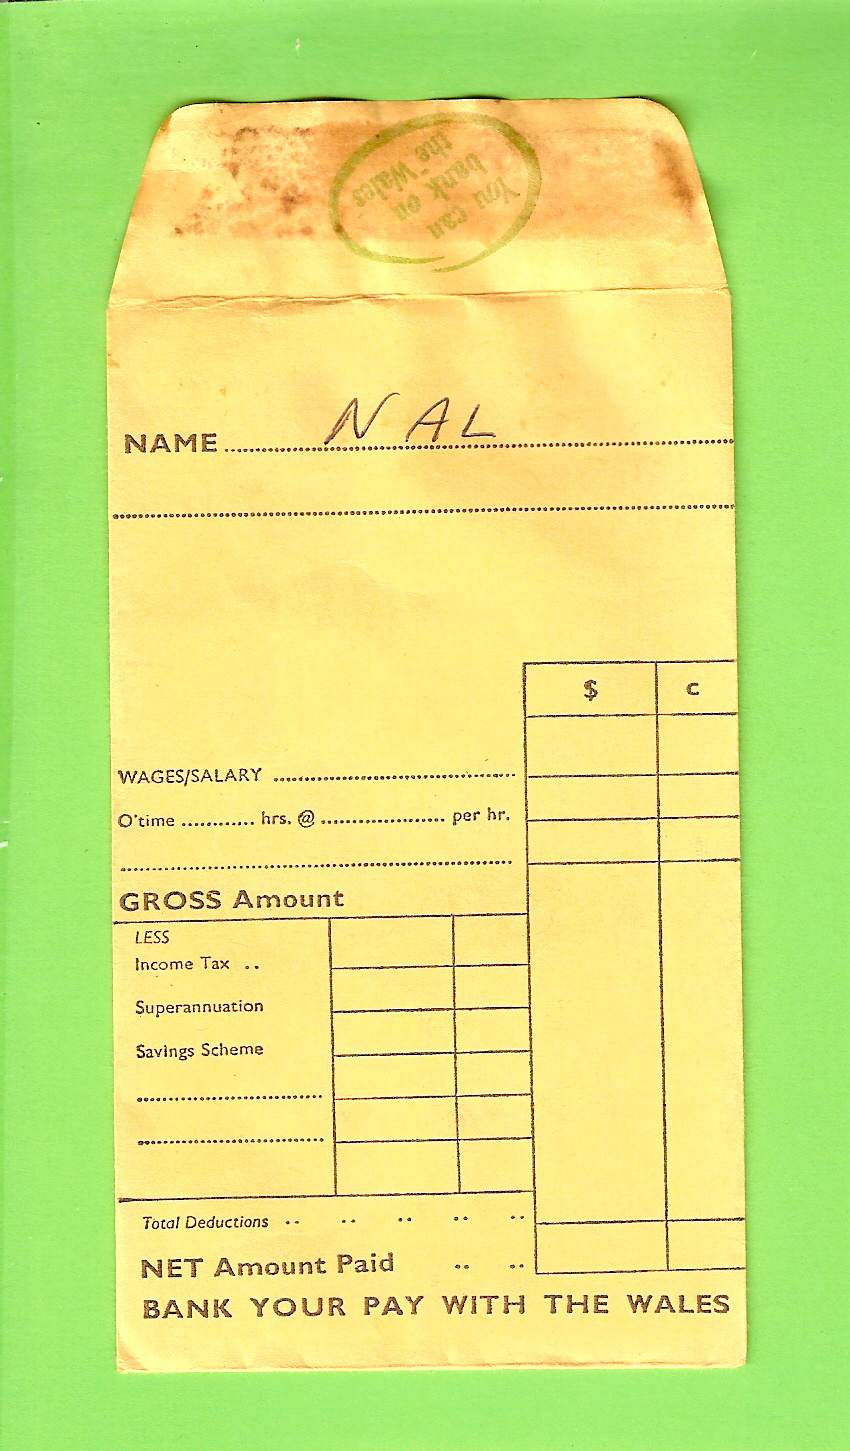 You can
bank on
the Wales
NAME NAL
$ c
WAGES/SALARY
O'time ............ hrs. @ ..................... per hr.
GROSS Amount
LESS
Income Tax ..
Superannuation
Savings Scheme
Total Deductions .. .. .. .. ..
NET Amount Paid .. ..
BANK YOUR PAY WITH THE WALES